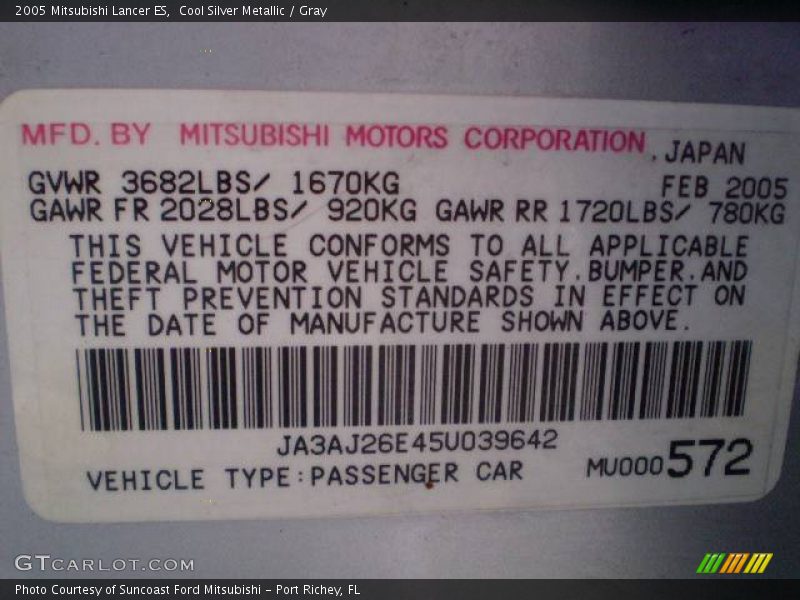 2005 Mitsubishi Lancer ES,  Cool Silver Metallic / Gray
MFD. BY MITSUBISHI MOTORS CORPORATION, JAPAN
GVWR 3682LBS/ 1670KG FEB 2005
GAWR FR 2028LBS/ 920KG GAWR RR 1720LBS/ 780KG
THIS VEHICLE CONFORMS TO ALL APPLICABLE
FEDERAL MOTOR VEHICLE SAFETY.BUMPER.AND
THEFT PREVENTION STANDARDS IN EFFECT ON
THE DATE OF MANUFACTURE SHOWN ABOVE.
JA3AJ26E45U039642
VEHICLE TYPE:PASSENGER CAR MU000572
GTCARLOT.COM
Photo Courtesy of Suncoast Ford Mitsubishi - Port Richey, FL